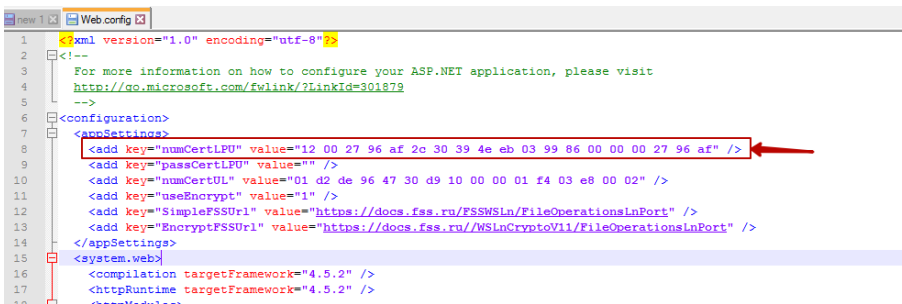 new 1 Web.config
1 <?xml version="1.0" encoding="utf-8"?>
2 <!--
3 For more information on how to configure your ASP.NET application, please visit
4 http://go.microsoft.com/fwlink/?LinkId=301879
5 -->
6 <configuration>
7 <appSettings>
8 <add key="numCertLPU" value="12 00 27 96 af 2c 30 39 4e eb 03 99 86 00 00 00 27 96 af" />
9 <add key="passCertLPU" value="" />
10 <add key="numCertUL" value="01 d2 de 96 47 30 d9 10 00 00 01 f4 03 e8 00 02" />
11 <add key="useEncrypt" value="1" />
12 <add key="SimpleFSSUrl" value="https://docs.fss.ru/FSSWSLn/FileOperationsLnPort" />
13 <add key="EncryptFSSUrl" value="https://docs.fss.ru//WSLnCryptoV11/FileOperationsLnPort" />
14 </appSettings>
15 <system.web>
16 <compilation targetFramework="4.5.2" />
17 <httpRuntime targetFramework="4.5.2" />
18 <httpModules>